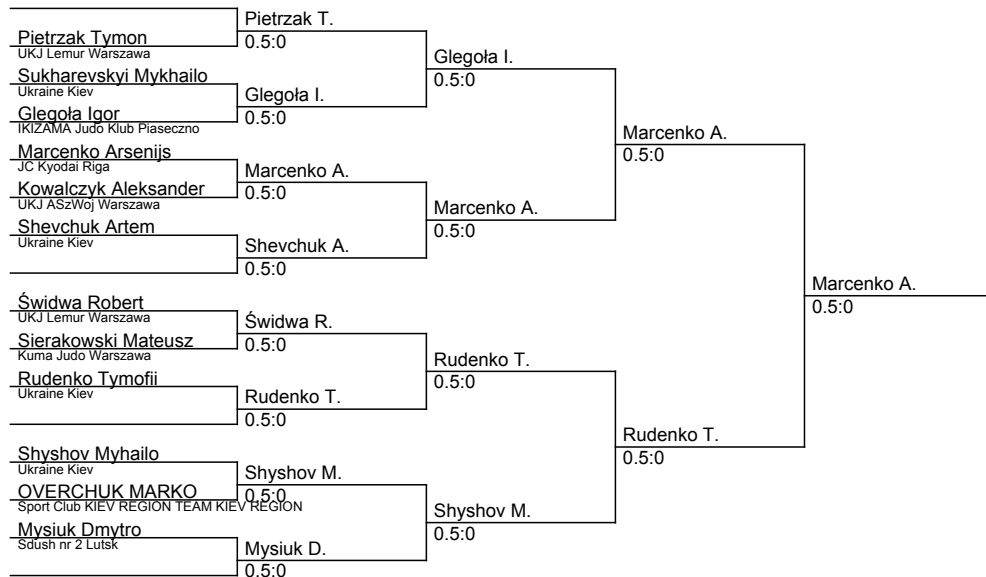 Pietrzak Tymon
UKJ Lemur Warszawa
Sukharevskyi Mykhailo
Ukraine Kiev
Glegoła Igor
IKIZAMA Judo Klub Piaseczno
Marcenko Arsenijs
JC Kyodai Riga
Kowalczyk Aleksander
UKJ ASzWoj Warszawa
Shevchuk Artem
Ukraine Kiev
Świdwa Robert
UKJ Lemur Warszawa
Sierakowski Mateusz
Kuma Judo Warszawa
Rudenko Tymofii
Ukraine Kiev
Shyshov Myhailo
Ukraine Kiev
OVERCHUK MARKO
Sport Club KIEV REGION TEAM KIEV REGION
Mysiuk Dmytro
Sdush nr 2 Lutsk
Pietrzak T.
0.5:0
Glegoła I.
0.5:0
Marcenko A.
0.5:0
Shevchuk A.
0.5:0
Świdwa R.
0.5:0
Rudenko T.
0.5:0
Shyshov M.
0.5:0
Mysiuk D.
0.5:0
Glegoła I.
0.5:0
Marcenko A.
0.5:0
Rudenko T.
0.5:0
Shyshov M.
0.5:0
Marcenko A.
0.5:0
Rudenko T.
0.5:0
Marcenko A.
0.5:0